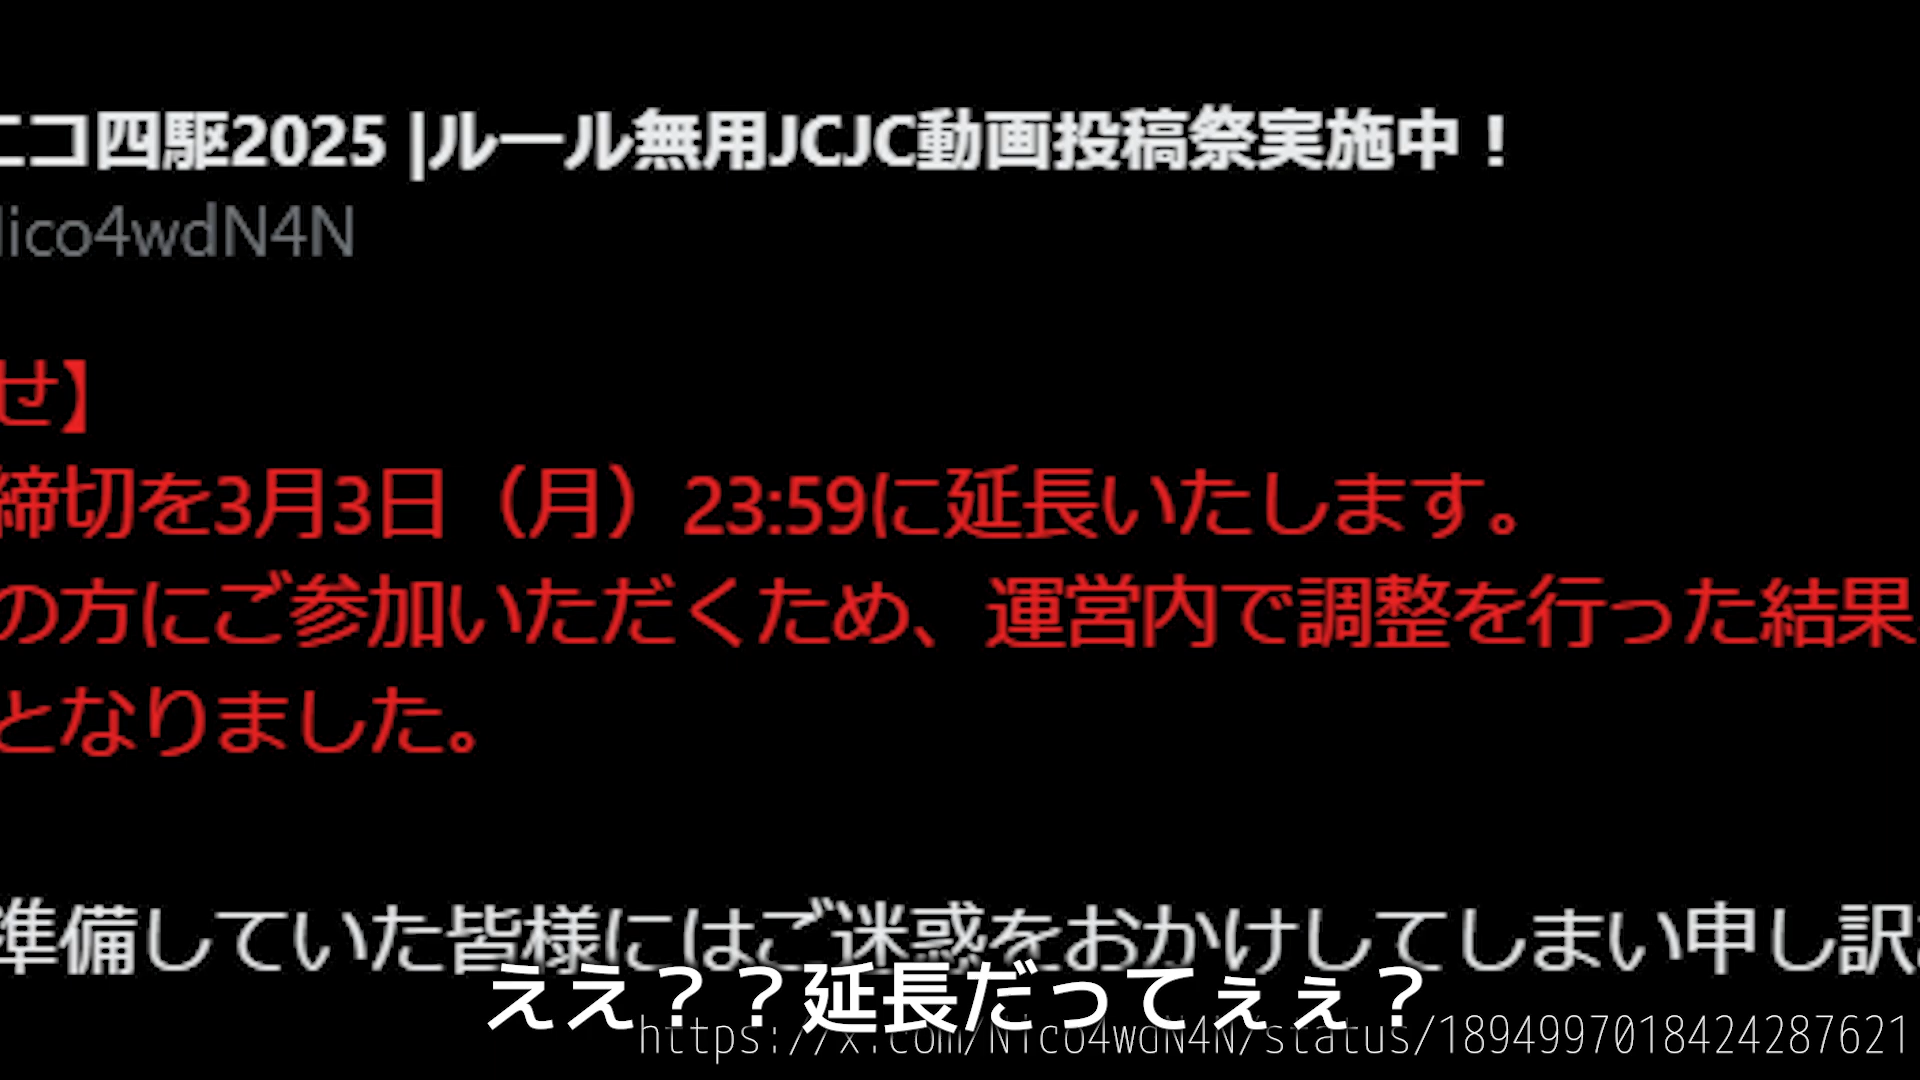 ニコ四駆2025 |ルール無用JCJC動画投稿祭実施中！
ico4wdN4N
せ】
締切を3月3日（月）23:59に延長いたします。
の方にご参加いただくため、運営内で調整を行った結果
となりました。
準備していた皆様にはご迷惑をおかけしてしまい申し訳
ええ？？延長だってぇぇ？
https://x.com/Nico4wdN4N/status/1894997018424287621